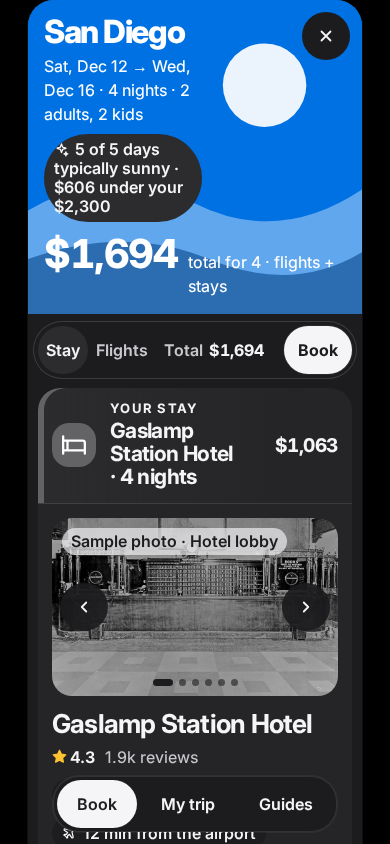 San Diego
Sat, Dec 12 → Wed,
Dec 16 · 4 nights · 2
adults, 2 kids
5 of 5 days
typically sunny ·
$606 under your
$2,300
$1,694 total for 4 · flights +
stays
Stay Flights Total $1,694 Book
YOUR STAY
Gaslamp
Station Hotel
· 4 nights
$1,063
Sample photo · Hotel lobby
Gaslamp Station Hotel
4.3 1.9k reviews
Book My trip Guides
12 min from the airport